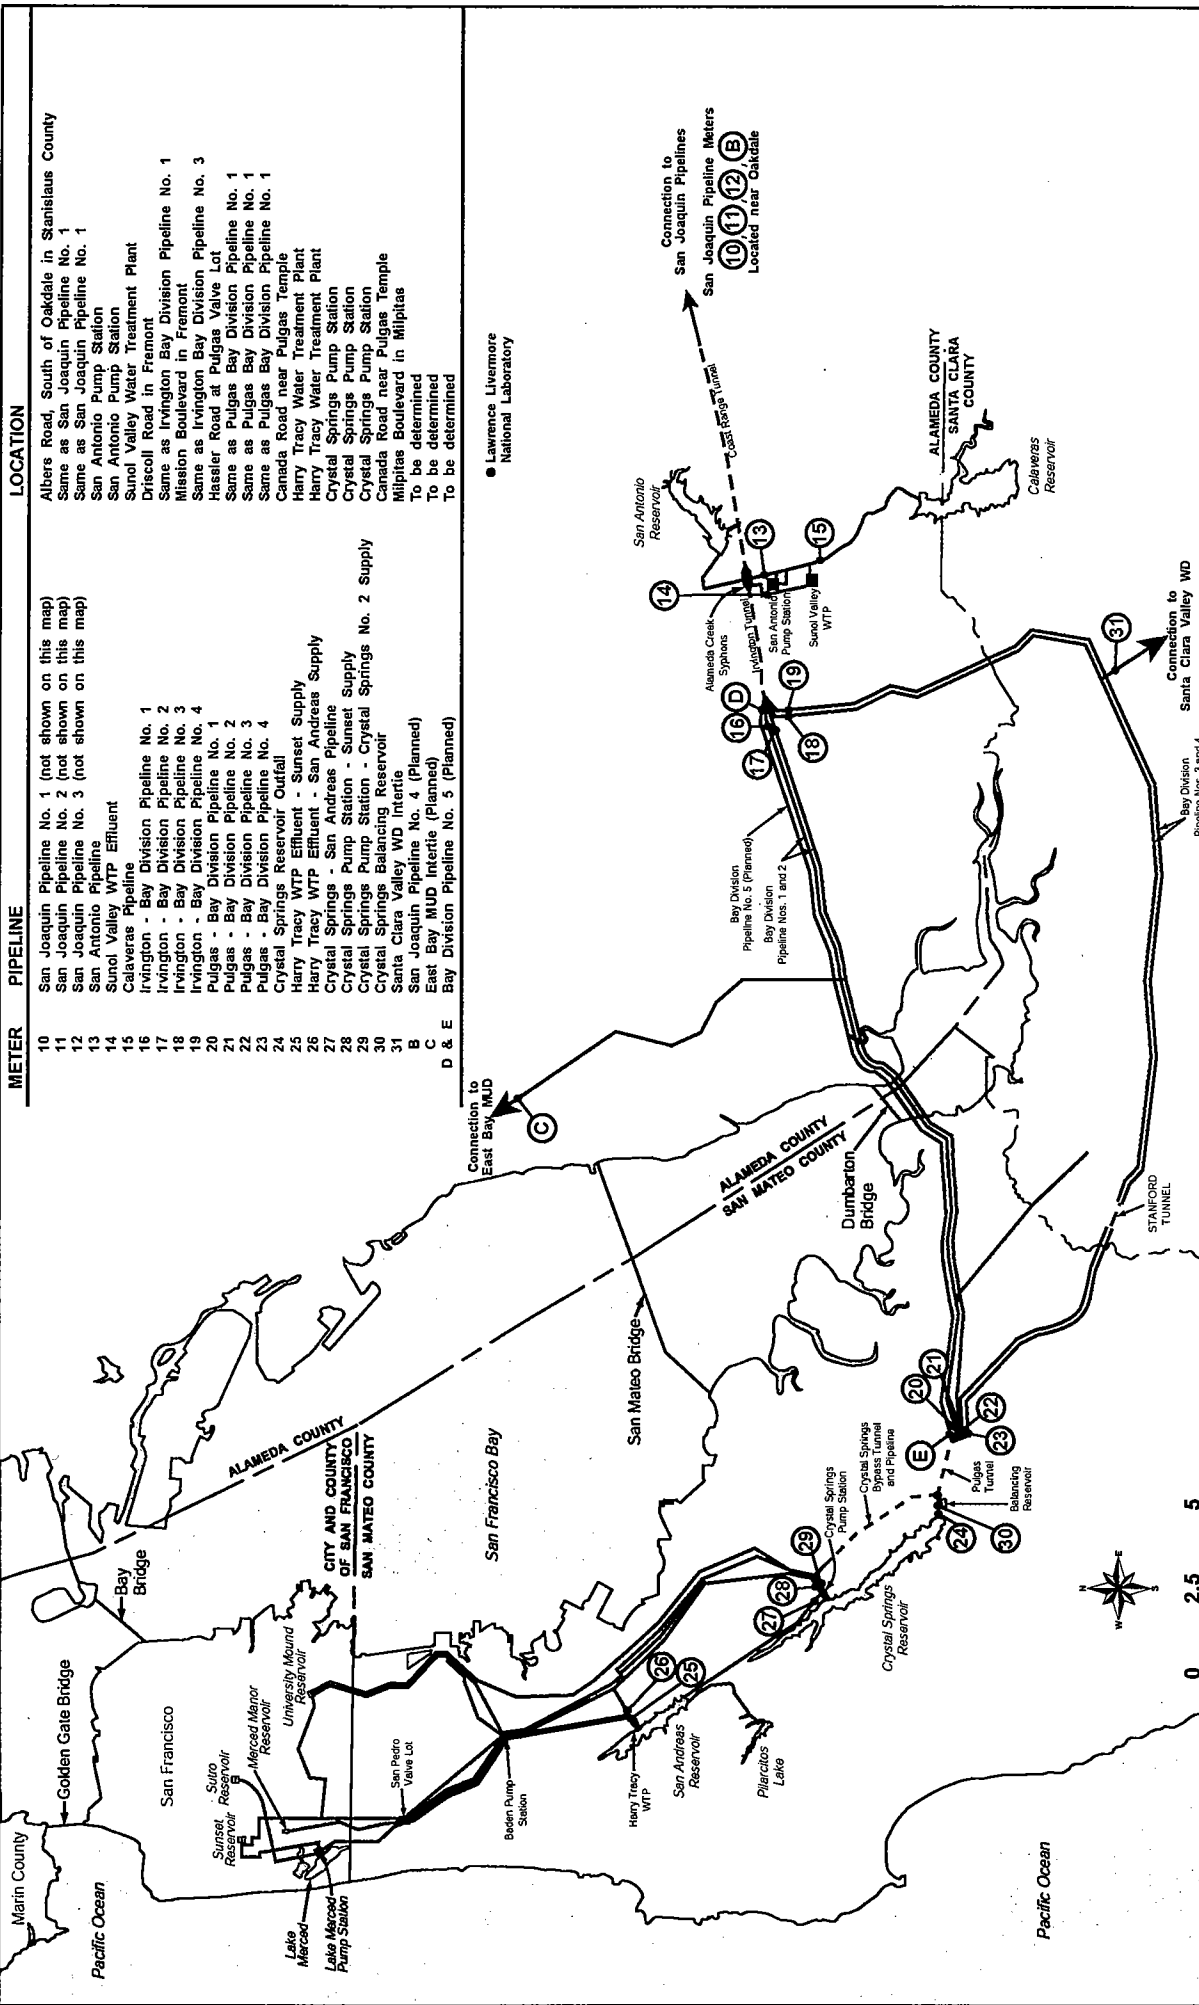 METER PIPELINE LOCATION
10 San Joaquin Pipeline No. 1 (not shown on this map) Albers Road, South of Oakdale in Stanislaus County
11 San Joaquin Pipeline No. 2 (not shown on this map) Same as San Joaquin Pipeline No. 1
12 San Joaquin Pipeline No. 3 (not shown on this map) Same as San Joaquin Pipeline No. 1
13 San Antonio Pipeline San Antonio Pump Station
14 Sunol Valley WTP Effluent San Antonio Pump Station
15 Calaveras Pipeline Sunol Valley Water Treatment Plant
16 Irvington - Bay Division Pipeline No. 1 Driscoll Road in Fremont
17 Irvington - Bay Division Pipeline No. 2 Same as Irvington Bay Division Pipeline No. 1
18 Irvington - Bay Division Pipeline No. 3 Mission Boulevard in Fremont
19 Irvington - Bay Division Pipeline No. 4 Same as Irvington Bay Division Pipeline No. 3
20 Pulgas - Bay Division Pipeline No. 1 Hassler Road at Pulgas Valve Lot
21 Pulgas - Bay Division Pipeline No. 2 Same as Pulgas Bay Division Pipeline No. 1
22 Pulgas - Bay Division Pipeline No. 3 Same as Pulgas Bay Division Pipeline No. 1
23 Pulgas - Bay Division Pipeline No. 4 Same as Pulgas Bay Division Pipeline No. 1
24 Crystal Springs Reservoir Outfall Canada Road near Pulgas Temple
25 Harry Tracy WTP Effluent - Sunset Supply Harry Tracy Water Treatment Plant
26 Harry Tracy WTP Effluent - San Andreas Supply Harry Tracy Water Treatment Plant
27 Crystal Springs - San Andreas Pipeline Crystal Springs Pump Station
28 Crystal Springs Pump Station - Sunset Supply Crystal Springs Pump Station
29 Crystal Springs Pump Station - Crystal Springs No. 2 Supply Crystal Springs Pump Station
30 Crystal Springs Balancing Reservoir Canada Road near Pulgas Temple
31 Santa Clara Valley WD Intertie Milpitas Boulevard in Milpitas
B San Joaquin Pipeline No. 4 (Planned) To be determined
C East Bay MUD Intertie (Planned) To be determined
D & E Bay Division Pipeline No. 5 (Planned) To be determined
Marin County
Pacific Ocean
Golden Gate Bridge
Bay
Bridge
San Francisco
ALAMEDA COUNTY
CITY AND COUNTY
OF SAN FRANCISCO
SAN MATEO COUNTY
Sunset
Reservoir
Sutro
Reservoir
Merced Manor
Reservoir
University Mound
Reservoir
Lake
Merced
Lake Merced
Pump Station
San Pedro
Valve Lot
Baden Pump
Station
San Francisco Bay
Harry Tracy
WTP
San Andreas
Reservoir
Pilarcitos
Lake
26
25
27
28
29
Crystal Springs
Pump Station
Crystal Springs
Bypass Tunnel
and Pipeline
Crystal Springs
Reservoir
24
30
Balancing
Reservoir
Pulgas
Tunnel
E
20
21
22
23
San Mateo Bridge
Connection to
East Bay MUD
C
ALAMEDA COUNTY
SAN MATEO COUNTY
Dumbarton
Bridge
STANFORD
TUNNEL
Bay Division
Pipeline No. 5 (Planned)
Bay Division
Pipeline Nos. 1 and 2
Bay Division
Pipeline Nos. 3 and 4
17
16
D
18
19
Alameda Creek
Syphons
Irvington Tunnel
San Antonio
Pump Station
Sunol Valley
WTP
14
13
15
San Antonio
Reservoir
Coast Range Tunnel
Lawrence Livermore
National Laboratory
Connection to
San Joaquin Pipelines
San Joaquin Pipeline Meters
10, 11, 12, B
Located near Oakdale
ALAMEDA COUNTY
SANTA CLARA
COUNTY
Calaveras
Reservoir
31
Connection to
Santa Clara Valley WD
Pacific Ocean
N
W E
S
0 2.5 5